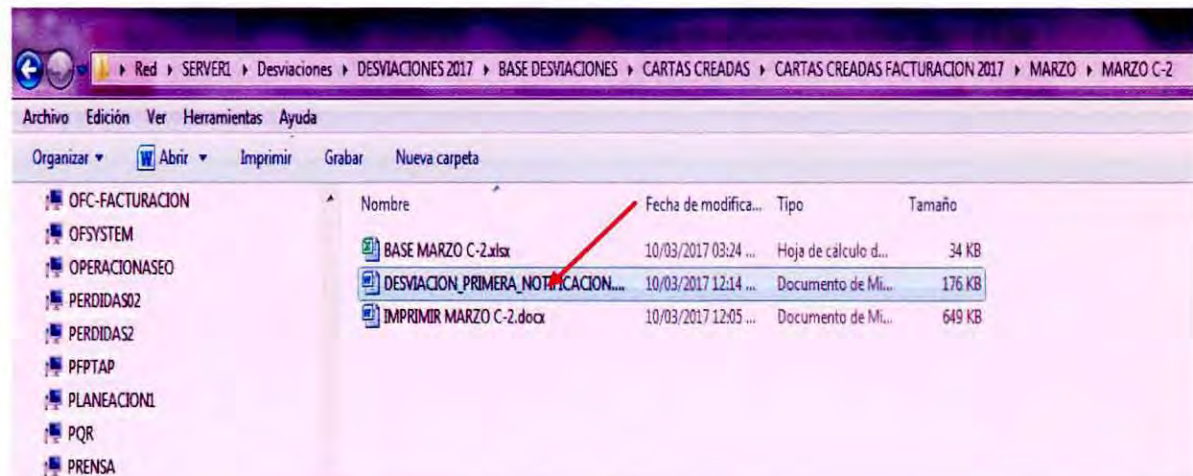 Red ▸ SERVER1 ▸ Desviaciones ▸ DESVIACIONES 2017 ▸ BASE DESVIACIONES ▸ CARTAS CREADAS ▸ CARTAS CREADAS FACTURACION 2017 ▸ MARZO ▸ MARZO C-2
Archivo Edición Ver Herramientas Ayuda
Organizar Abrir Imprimir Grabar Nueva carpeta
OFC-FACTURACION
OFSYSTEM
OPERACIONASEO
PERDIDAS02
PERDIDAS2
PFPTAP
PLANEACION1
PQR
PRENSA
Nombre Fecha de modifica... Tipo Tamaño
BASE MARZO C-2.xlsx 10/03/2017 03:24 ... Hoja de cálculo d... 34 KB
DESVIACION_PRIMERA_NOTIFICACION.... 10/03/2017 12:14 ... Documento de Mi... 176 KB
IMPRIMIR MARZO C-2.docx 10/03/2017 12:05 ... Documento de Mi... 649 KB